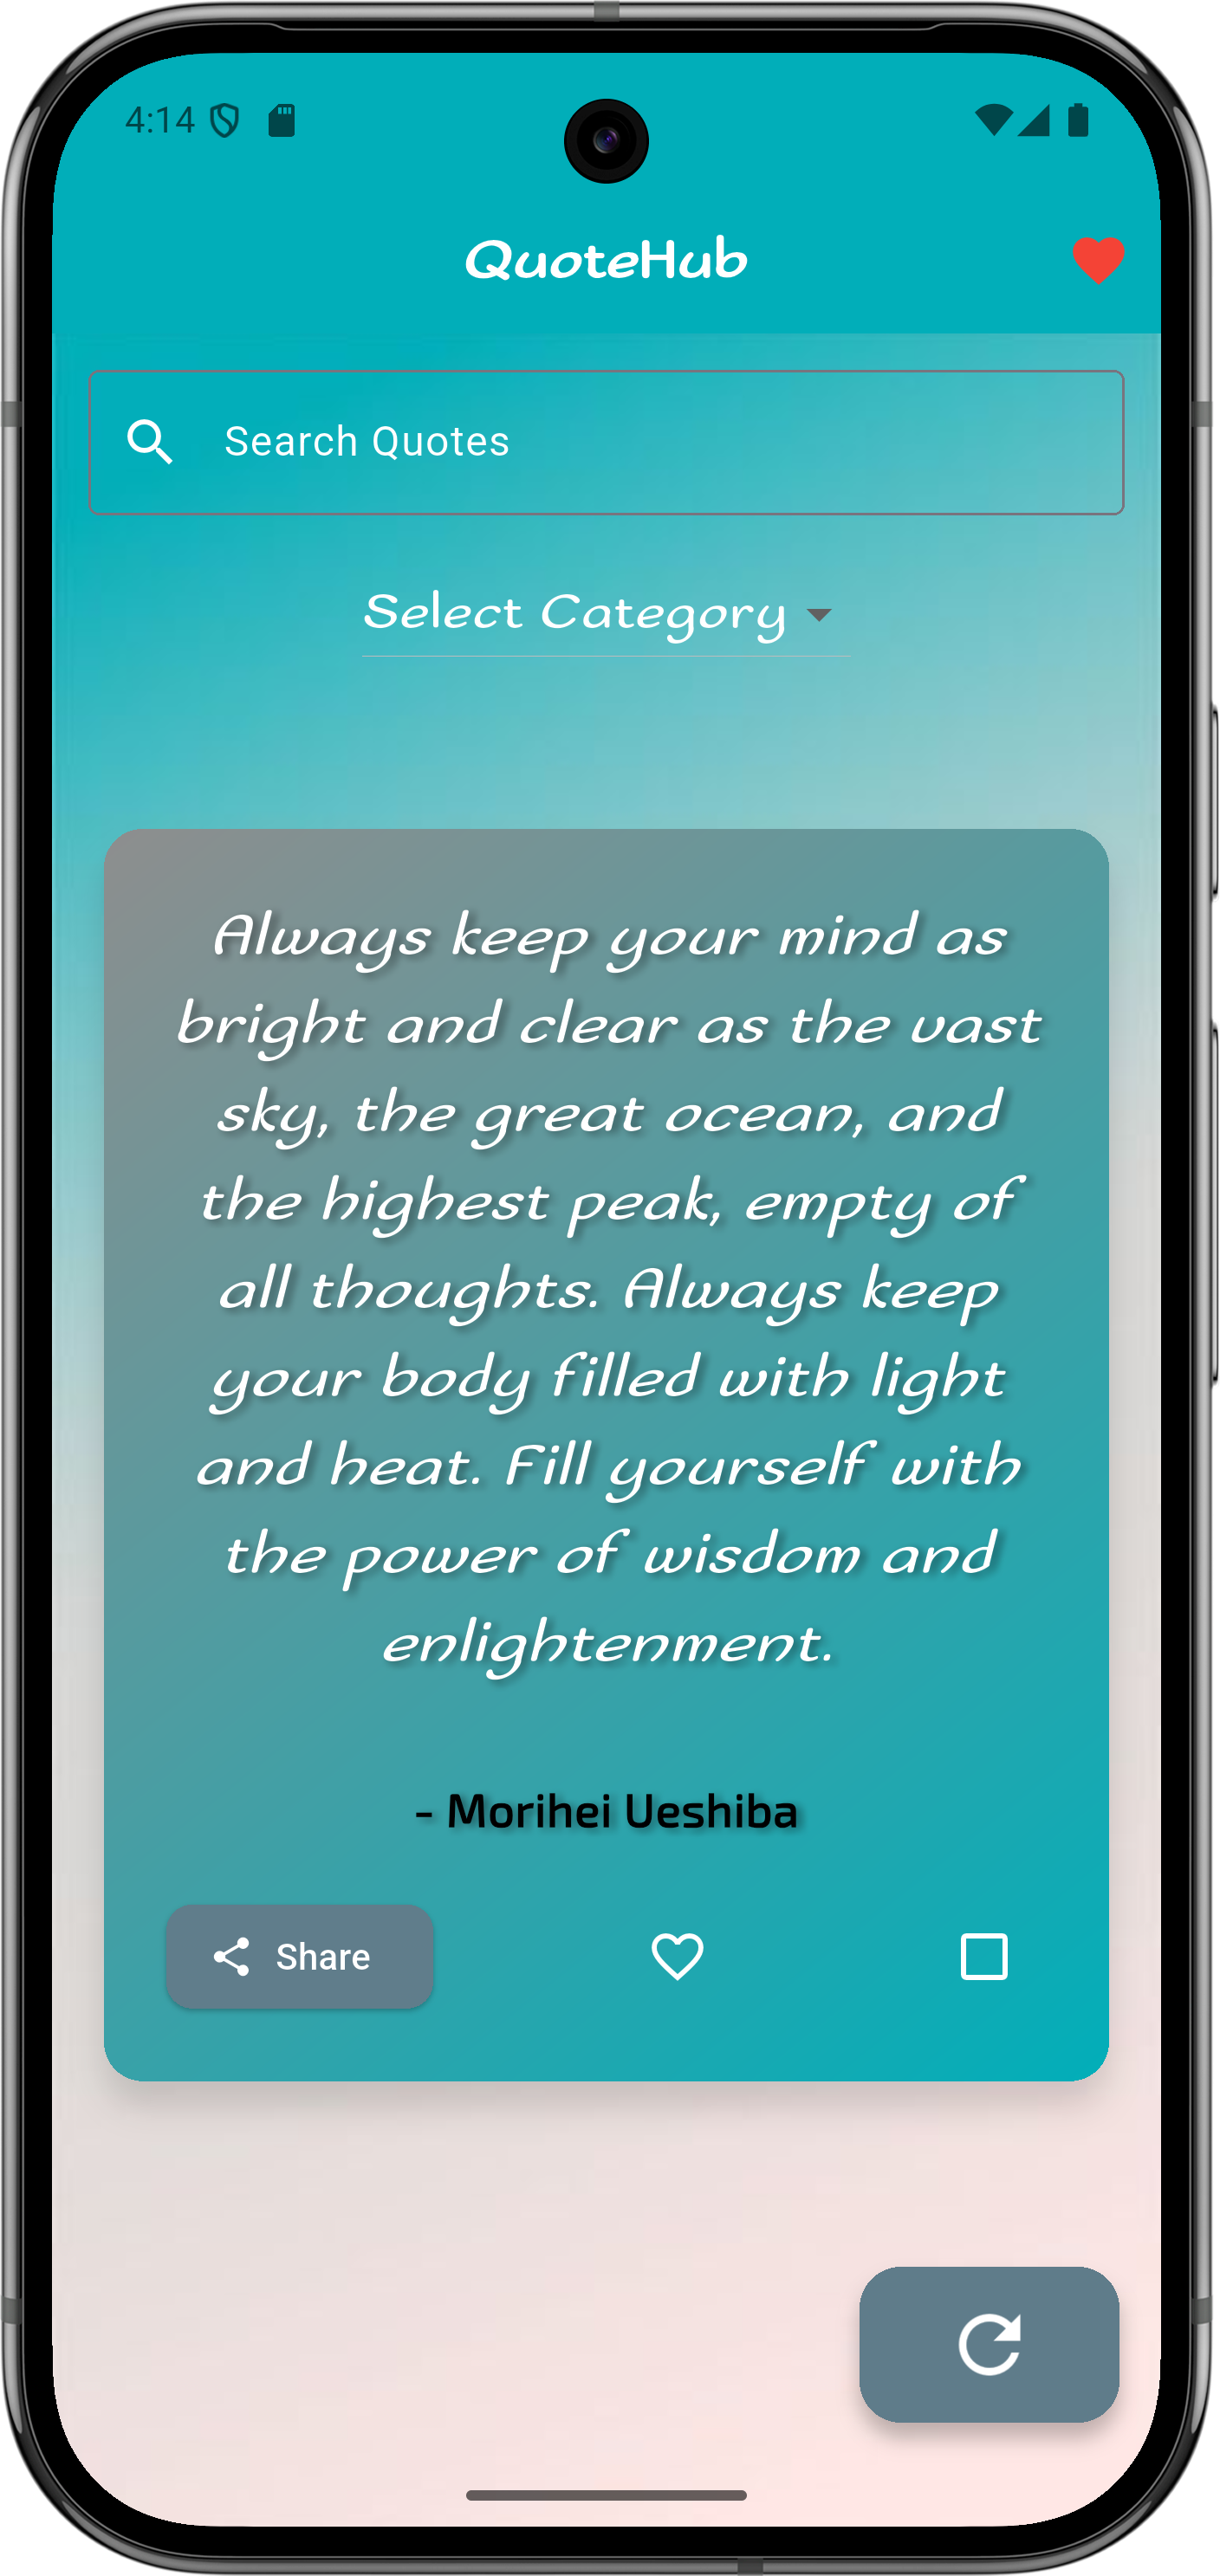 4:14
QuoteHub
Search Quotes
Select Category
Always keep your mind as
bright and clear as the vast
sky, the great ocean, and
the highest peak, empty of
all thoughts. Always keep
your body filled with light
and heat. Fill yourself with
the power of wisdom and
enlightenment.
- Morihei Ueshiba
Share